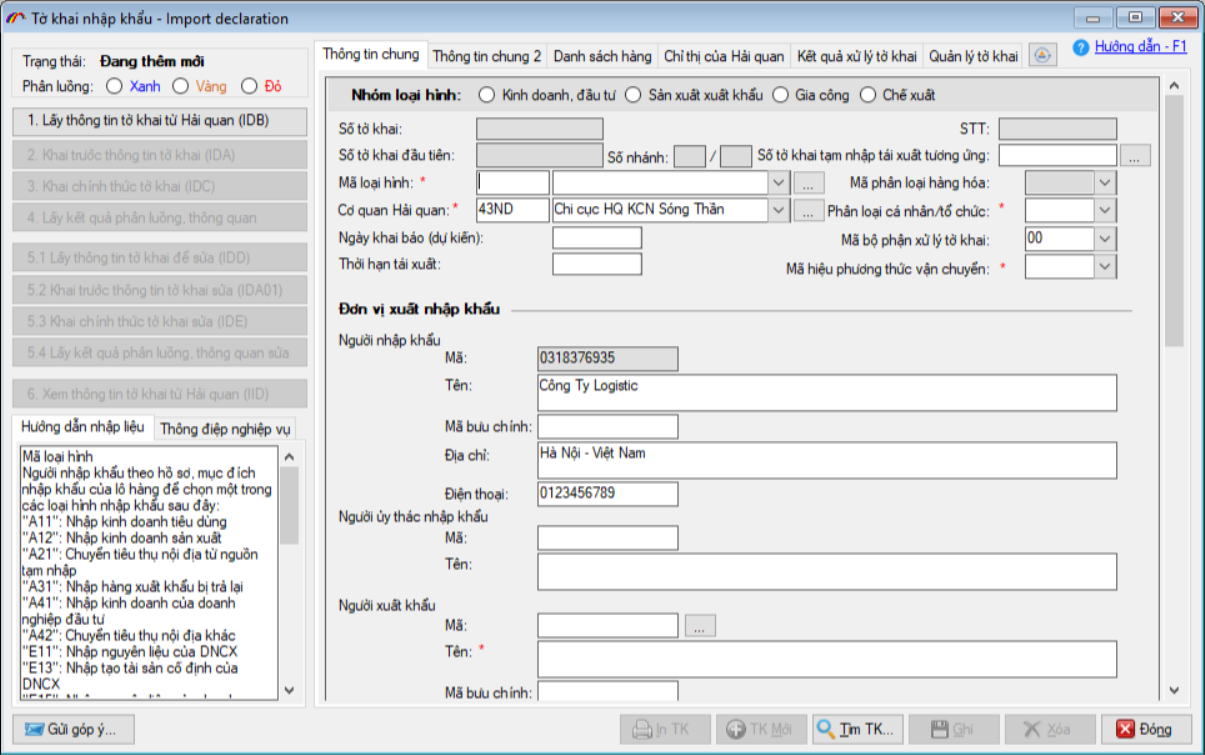 Tờ khai nhập khẩu - Import declaration
Trạng thái: Đang thêm mới
Phân luồng: Xanh Vàng Đỏ
1. Lấy thông tin tờ khai từ Hải quan (IDB)
2. Khai trước thông tin tờ khai (IDA)
3. Khai chính thức tờ khai (IDC)
4. Lấy kết quả phân luồng, thông quan
5.1 Lấy thông tin tờ khai để sửa (IDD)
5.2 Khai trước thông tin tờ khai sửa (IDA01)
5.3 Khai chính thức tờ khai sửa (IDE)
5.4 Lấy kết quả phân luồng, thông quan sửa
6. Xem thông tin tờ khai từ Hải quan (IID)
Hướng dẫn nhập liệu Thông điệp nghiệp vụ
Mã loại hình
Người nhập khẩu theo hồ sơ, mục đích
nhập khẩu của lô hàng để chọn một trong
các loại hình nhập khẩu sau đây:
"A11": Nhập kinh doanh tiêu dùng
"A12": Nhập kinh doanh sản xuất
"A21": Chuyển tiêu thụ nội địa từ nguồn
tạm nhập
"A31": Nhập hàng xuất khẩu bị trả lại
"A41": Nhập kinh doanh của doanh
nghiệp đầu tư
"A42": Chuyển tiêu thụ nội địa khác
"E11": Nhập nguyên liệu của DNCX
"E13": Nhập tạo tài sản cố định của
DNCX
Thông tin chung Thông tin chung 2 Danh sách hàng Chỉ thị của Hải quan Kết quả xử lý tờ khai Quản lý tờ khai
Hướng dẫn - F1
Nhóm loại hình: Kinh doanh, đầu tư Sản xuất xuất khẩu Gia công Chế xuất
Số tờ khai: STT:
Số tờ khai đầu tiên: Số nhánh: / Số tờ khai tạm nhập tái xuất tương ứng: ...
Mã loại hình: * ... Mã phân loại hàng hóa:
Cơ quan Hải quan: * 43ND Chi cục HQ KCN Sóng Thần ... Phân loại cá nhân/tổ chức: *
Ngày khai báo (dự kiến): Mã bộ phận xử lý tờ khai: 00
Thời hạn tái xuất: Mã hiệu phương thức vận chuyển: *
Đơn vị xuất nhập khẩu
Người nhập khẩu
Mã: 0318376935
Tên: Công Ty Logistic
Mã bưu chính:
Địa chỉ: Hà Nội - Việt Nam
Điện thoại: 0123456789
Người ủy thác nhập khẩu
Mã:
Tên:
Người xuất khẩu
Mã: ...
Tên: *
Mã bưu chính:
Gửi góp ý... In TK TK Mới Tìm TK... Ghi Xóa Đóng